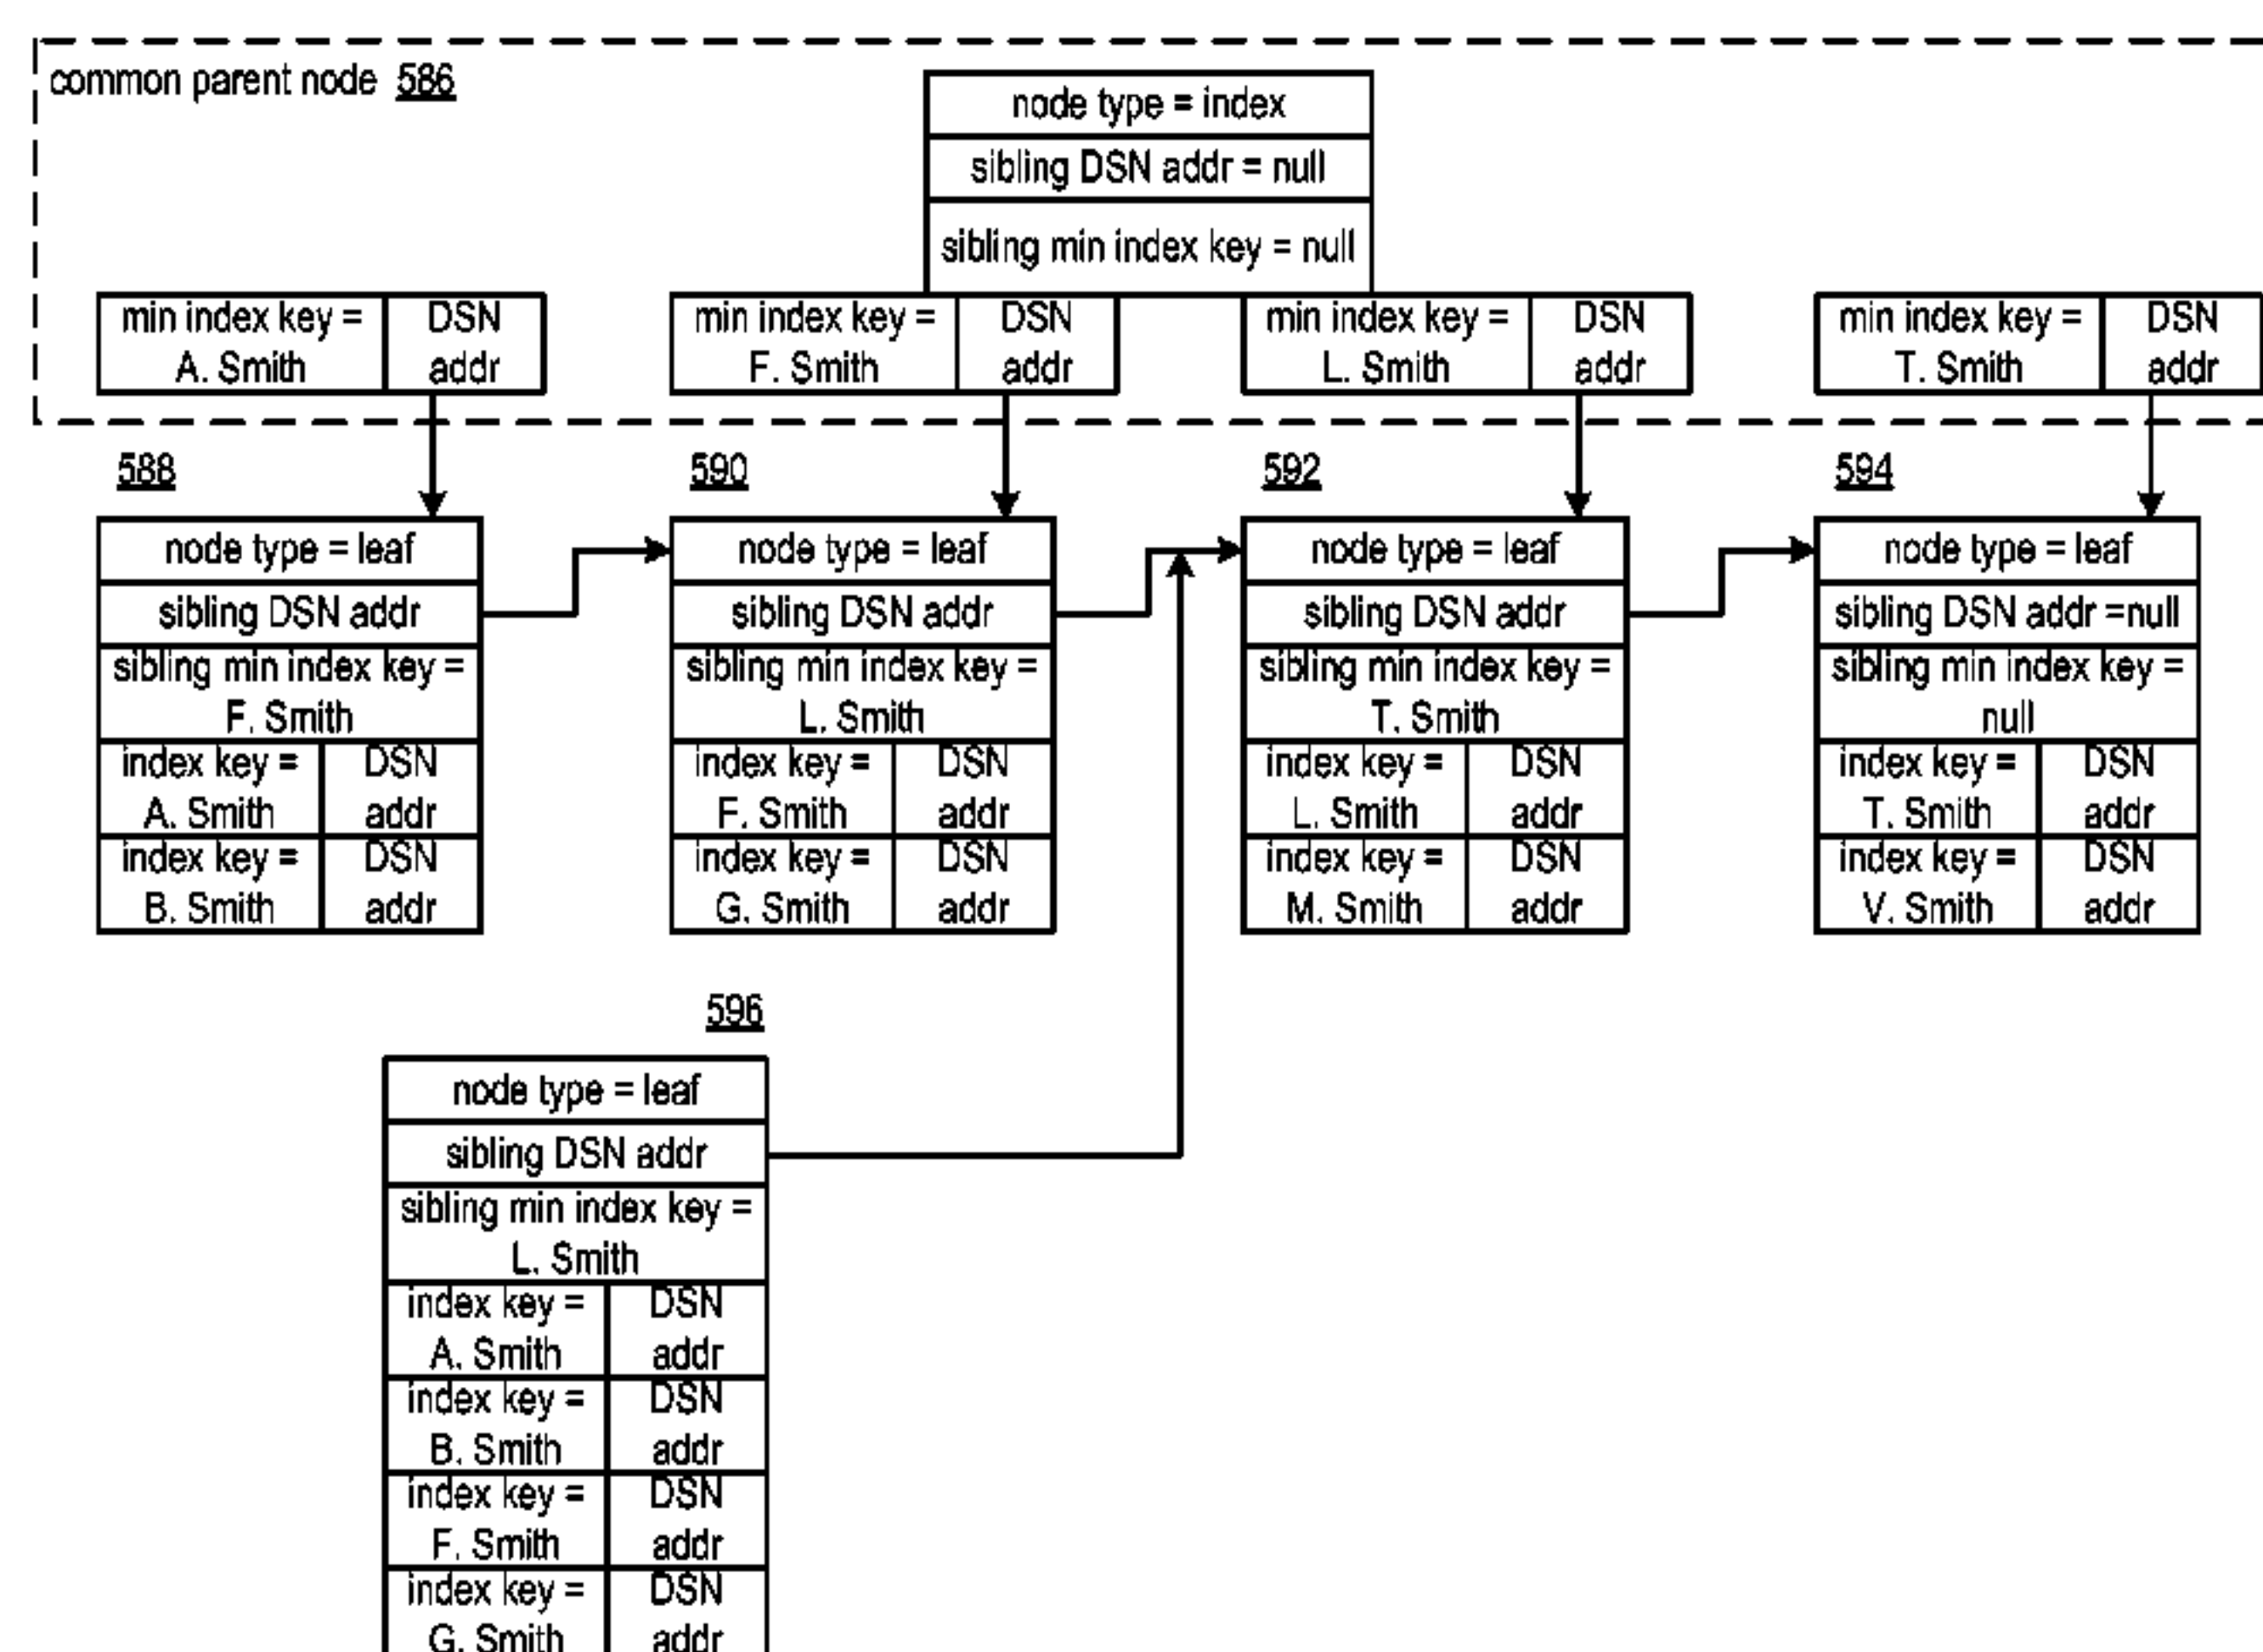 common parent node 586
node type = index
sibling DSN addr = null
sibling min index key = null
min index key =
A. Smith
DSN
addr
min index key =
F. Smith
DSN
addr
min index key =
L. Smith
DSN
addr
min index key =
T. Smith
DSN
addr
588
node type = leaf
sibling DSN addr
sibling min index key =
F. Smith
index key =
A. Smith
DSN
addr
index key =
B. Smith
DSN
addr
590
node type = leaf
sibling DSN addr
sibling min index key =
L. Smith
index key =
F. Smith
DSN
addr
index key =
G. Smith
DSN
addr
592
node type = leaf
sibling DSN addr
sibling min index key =
T. Smith
index key =
L. Smith
DSN
addr
index key =
M. Smith
DSN
addr
594
node type = leaf
sibling DSN addr =null
sibling min index key =
null
index key =
T. Smith
DSN
addr
index key =
V. Smith
DSN
addr
596
node type = leaf
sibling DSN addr
sibling min index key =
L. Smith
index key =
A. Smith
DSN
addr
index key =
B. Smith
DSN
addr
index key =
F. Smith
DSN
addr
index key =
G. Smith
DSN
addr